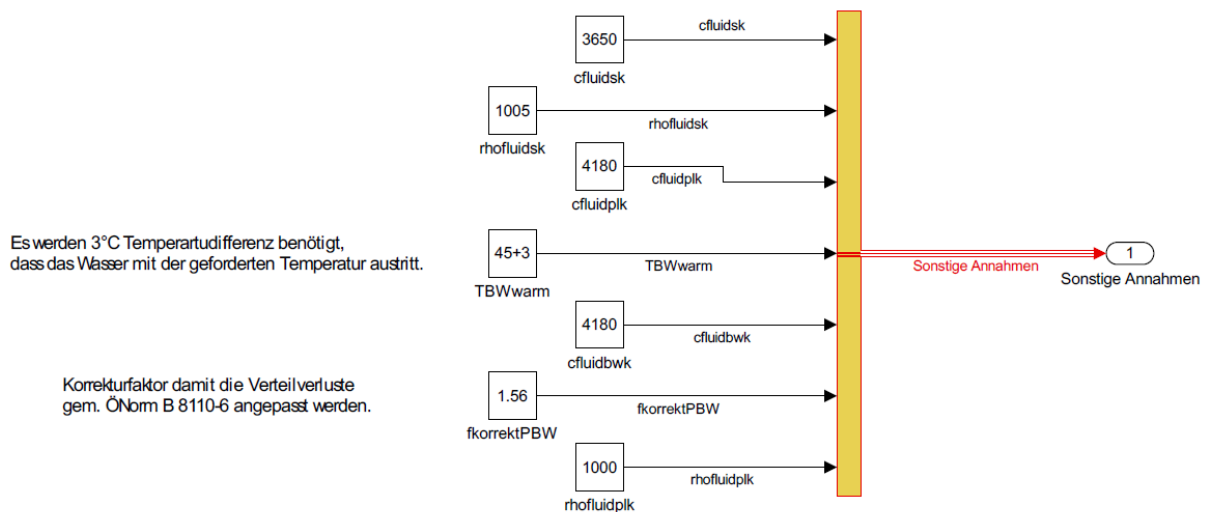 3650
cfluidsk
cfluidsk
1005
rhofluidsk
rhofluidsk
4180
cfluidplk
cfluidplk
Es werden 3°C Temperartudifferenz benötigt,
dass das Wasser mit der geforderten Temperatur austritt.
45+3
TBWwarm
TBWwarm
Sonstige Annahmen
1
Sonstige Annahmen
4180
cfluidbwk
cfluidbwk
Korrekturfaktor damit die Verteilverluste
gem. ÖNorm B 8110-6 angepasst werden.
1.56
fkorrektPBW
fkorrektPBW
1000
rhofluidplk
rhofluidplk